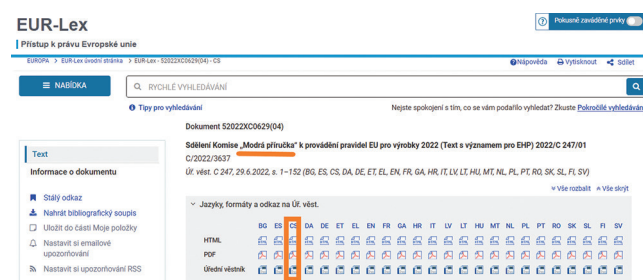 EUR-Lex
Přístup k právu Evropské unie
Pokusně zaváděné prvky
EUROPA > EUR-Lex úvodní stránka > EUR-Lex - 52022XC0629(04) - CS
Nápověda Vytisknout Sdílet
NABÍDKA
RYCHLÉ VYHLEDÁVÁNÍ
Tipy pro vyhledávání
Nejste spokojení s tím, co se vám podařilo vyhledat? Zkuste Pokročilé vyhledáván
Dokument 52022XC0629(04)
Sdělení Komise „Modrá příručka“ k provádění pravidel EU pro výrobky 2022 (Text s významem pro EHP) 2022/C 247/01
C/2022/3637
Úř. věst. C 247, 29.6.2022, s. 1–152 (BG, ES, CS, DA, DE, ET, EL, EN, FR, GA, HR, IT, LV, LT, HU, MT, NL, PL, PT, RO, SK, SL, FI, SV)
Text
Informace o dokumentu
Stálý odkaz
Nahrát bibliografický soupis
Uložit do části Moje položky
Nastavit si emailové
upozorňování
Nastavit si upozorňování RSS
Vše rozbalit Vše skrýt
Jazyky, formáty a odkaz na Úř. věst.
BG ES CS DA DE ET EL EN FR GA HR IT LV LT HU MT NL PL PT RO SK SL FI SV
HTML
PDF
Úřední věstník